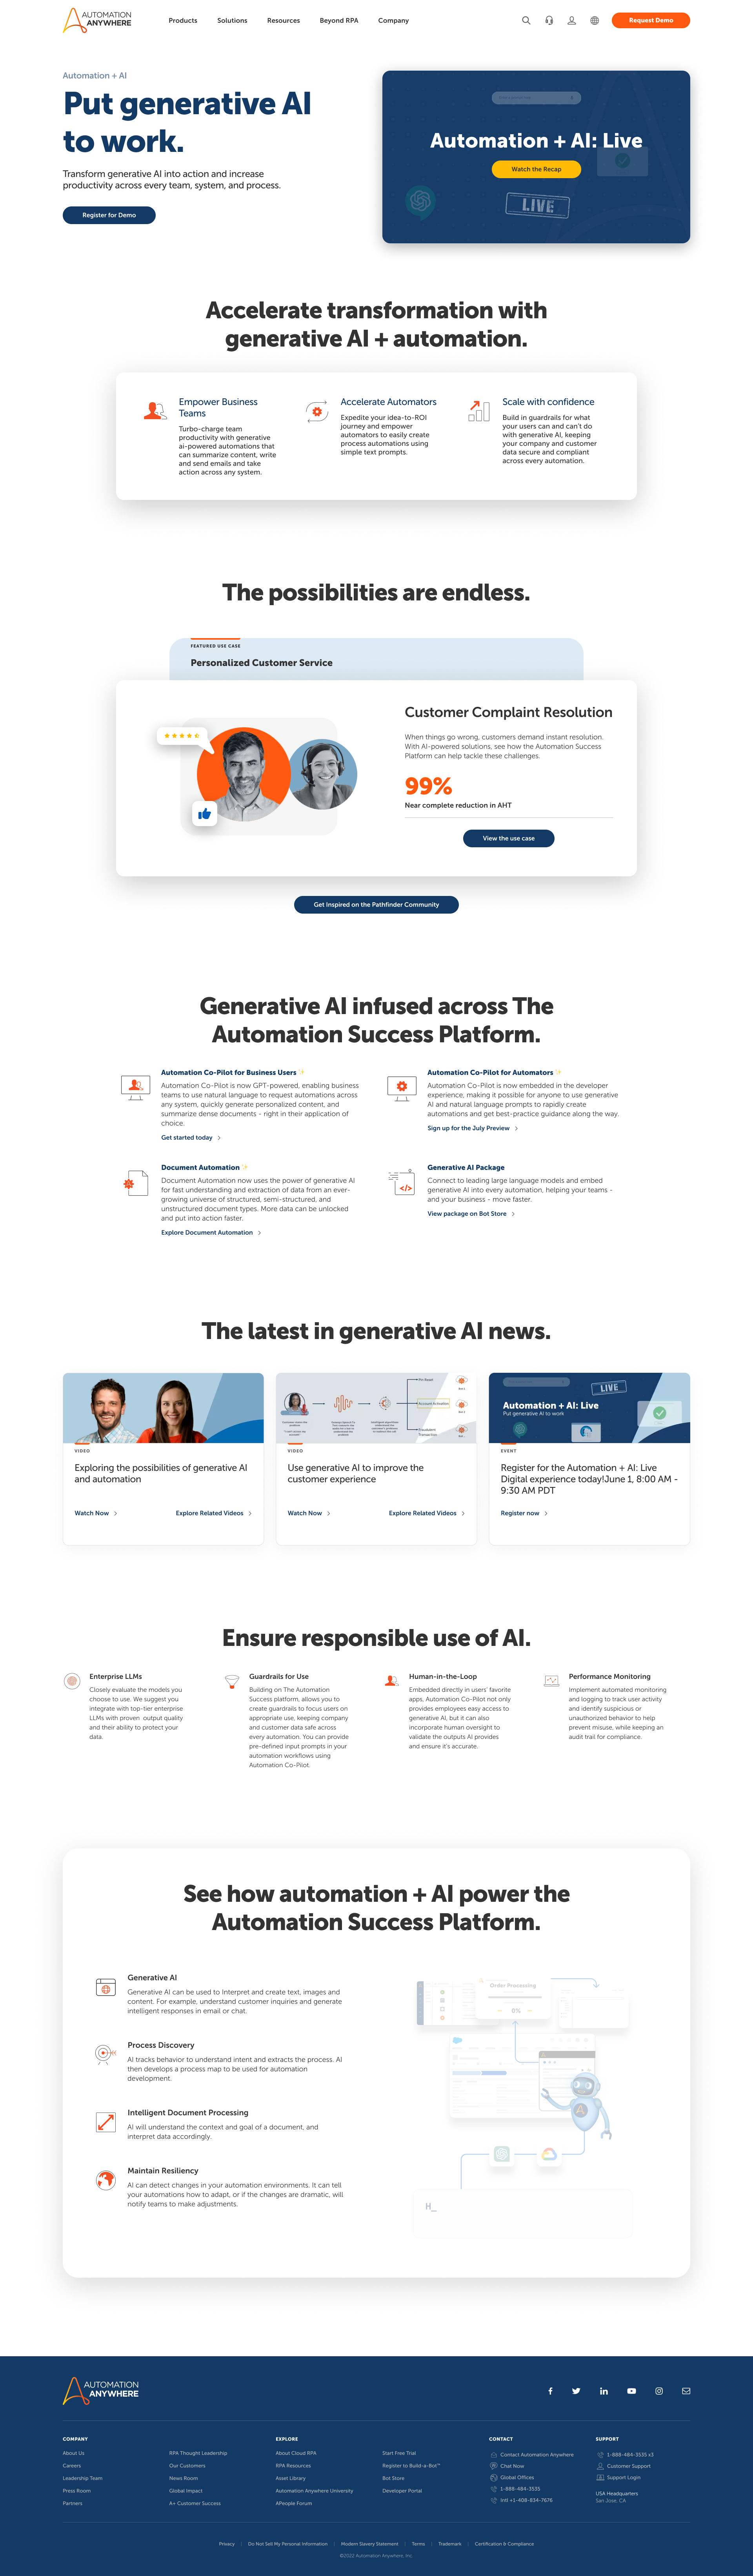 AUTOMATION
ANYWHERE
Products
Solutions
Resources
Beyond RPA
Company
Request Demo
Automation + AI
Put generative AI
to work.
Transform generative AI into action and increase
productivity across every team, system, and process.
Register for Demo
Automation + AI: Live
Watch the Recap
LIVE
Accelerate transformation with
generative AI + automation.
Empower Business
Teams
Turbo-charge team
productivity with generative
ai-powered automations that
can summarize content, write
and send emails and take
action across any system.
Accelerate Automators
Expedite your idea-to-ROI
journey and empower
automators to easily create
process automations using
simple text prompts.
Scale with confidence
Build in guardrails for what
your users can and can't do
with generative AI, keeping
your company and customer
data secure and compliant
across every automation.
The possibilities are endless.
FEATURED USE CASE
Personalized Customer Service
Customer Complaint Resolution
When things go wrong, customers demand instant resolution.
With AI-powered solutions, see how the Automation Success
Platform can help tackle these challenges.
99%
Near complete reduction in AHT
View the use case
Get Inspired on the Pathfinder Community
Generative AI infused across The
Automation Success Platform.
Automation Co-Pilot for Business Users
Automation Co-Pilot is now GPT-powered, enabling business
teams to use natural language to request automations across
any system, quickly generate personalized content, and
summarize dense documents - right in their application of
choice.
Get started today
Automation Co-Pilot for Automators
Automation Co-Pilot is now embedded in the developer
experience, making it possible for anyone to use generative
AI and natural language prompts to rapidly create
automations and get best-practice guidance along the way.
Sign up for the July Preview
Document Automation
Document Automation now uses the power of generative AI
for fast understanding and extraction of data from an ever-
growing universe of structured, semi-structured, and
unstructured document types. More data can be unlocked
and put into action faster.
Explore Document Automation
Generative AI Package
Connect to leading large language models and embed
generative AI into every automation, helping your teams -
and your business - move faster.
View package on Bot Store
The latest in generative AI news.
VIDEO
Exploring the possibilities of generative AI
and automation
Watch Now
Explore Related Videos
VIDEO
Use generative AI to improve the
customer experience
Watch Now
Explore Related Videos
LIVE
Automation + AI: Live
Put generative AI to work
EVENT
Register for the Automation + AI: Live
Digital experience today!June 1, 8:00 AM -
9:30 AM PDT
Register now
Ensure responsible use of AI.
Enterprise LLMs
Closely evaluate the models you
choose to use. We suggest you
integrate with top-tier enterprise
LLMs with proven output quality
and their ability to protect your
data.
Guardrails for Use
Building on The Automation
Success platform, allows you to
create guardrails to focus users on
appropriate use, keeping company
and customer data safe across
every automation. You can provide
pre-defined input prompts in your
automation workflows using
Automation Co-Pilot.
Human-in-the-Loop
Embedded directly in users' favorite
apps, Automation Co-Pilot not only
provides employees easy access to
generative AI, but it can also
incorporate human oversight to
validate the outputs AI provides
and ensure it's accurate.
Performance Monitoring
Implement automated monitoring
and logging to track user activity
and identify suspicious or
unauthorized behavior to help
prevent misuse, while keeping an
audit trail for compliance.
See how automation + AI power the
Automation Success Platform.
Generative AI
Generative AI can be used to Interpret and create text, images and
content. For example, understand customer inquiries and generate
intelligent responses in email or chat.
Process Discovery
AI tracks behavior to understand intent and extracts the process. AI
then develops a process map to be used for automation
development.
Intelligent Document Processing
AI will understand the context and goal of a document, and
interpret data accordingly.
Maintain Resiliency
AI can detect changes in your automation environments. It can tell
your automations how to adapt, or if the changes are dramatic, will
notify teams to make adjustments.
Order Processing
0%
H_
AUTOMATION
ANYWHERE
COMPANY
About Us
Careers
Leadership Team
Press Room
Partners
RPA Thought Leadership
Our Customers
News Room
Global Impact
A+ Customer Success
EXPLORE
About Cloud RPA
RPA Resources
Asset Library
Automation Anywhere University
APeople Forum
Start Free Trial
Register to Build-a-Bot™
Bot Store
Developer Portal
CONTACT
Contact Automation Anywhere
Chat Now
Global Offices
1-888-484-3535
Intl +1-408-834-7676
SUPPORT
1-888-484-3535 x3
Customer Support
Support Login
USA Headquarters
San Jose, CA
Privacy
Do Not Sell My Personal Information
Modern Slavery Statement
Terms
Trademark
Certification & Compliance
©2022 Automation Anywhere, Inc.